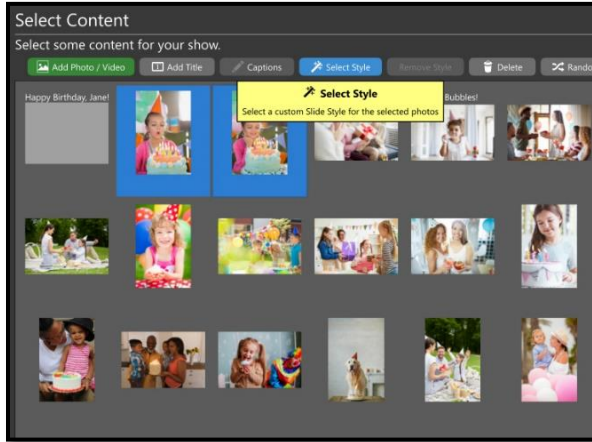 Select Content
Select some content for your show.
Add Photo / Video
Add Title
Captions
Select Style
Remove Style
Delete
Select Style
Select a custom Slide Style for the selected photos
Happy Birthday, Jane!
Bubbles!